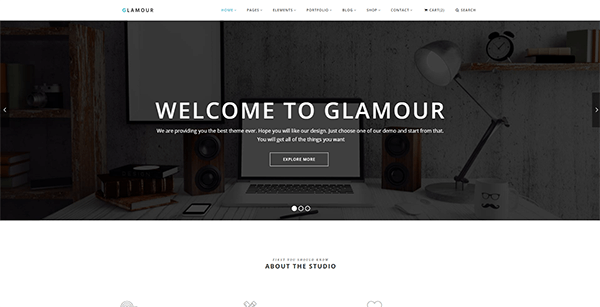 GLAMOUR
HOME PAGES ELEMENTS PORTFOLIO BLOG SHOP CONTACT CART(2) SEARCH
WELCOME TO GLAMOUR
We are providing you the best theme ever. Hope you will like our design. Just choose one of our demo and start from that.
You will get all of the things you want
EXPLORE MORE
FIRST YOU SHOULD KNOW
ABOUT THE STUDIO